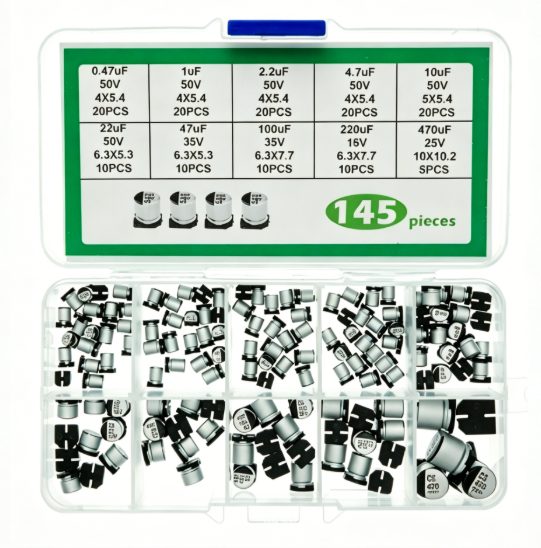 0.47uF
50V
4X5.4
20PCS
1uF
50V
4X5.4
20PCS
2.2uF
50V
4X5.4
20PCS
4.7uF
50V
4X5.4
20PCS
10uF
50V
5X5.4
20PCS
22uF
50V
6.3X5.3
10PCS
47uF
35V
6.3X5.3
10PCS
100uF
35V
6.3X7.7
10PCS
220uF
16V
6.3X7.7
10PCS
470uF
25V
10X10.2
5PCS
145 pieces
CS
470
CS